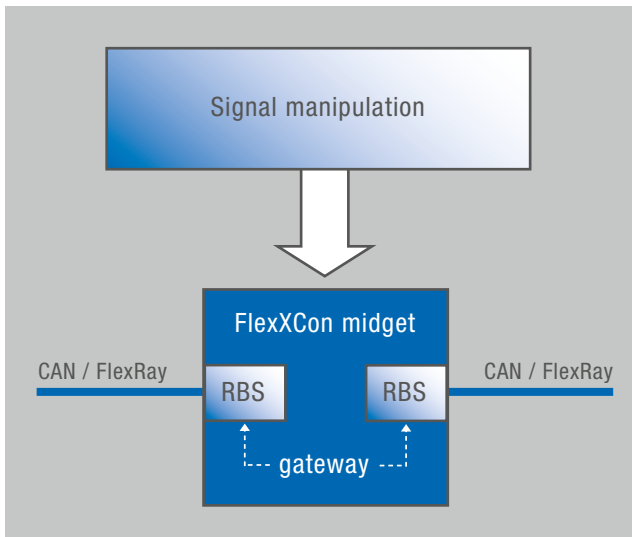 Signal manipulation
FlexXCon midget
CAN / FlexRay
RBS
RBS
CAN / FlexRay
gateway